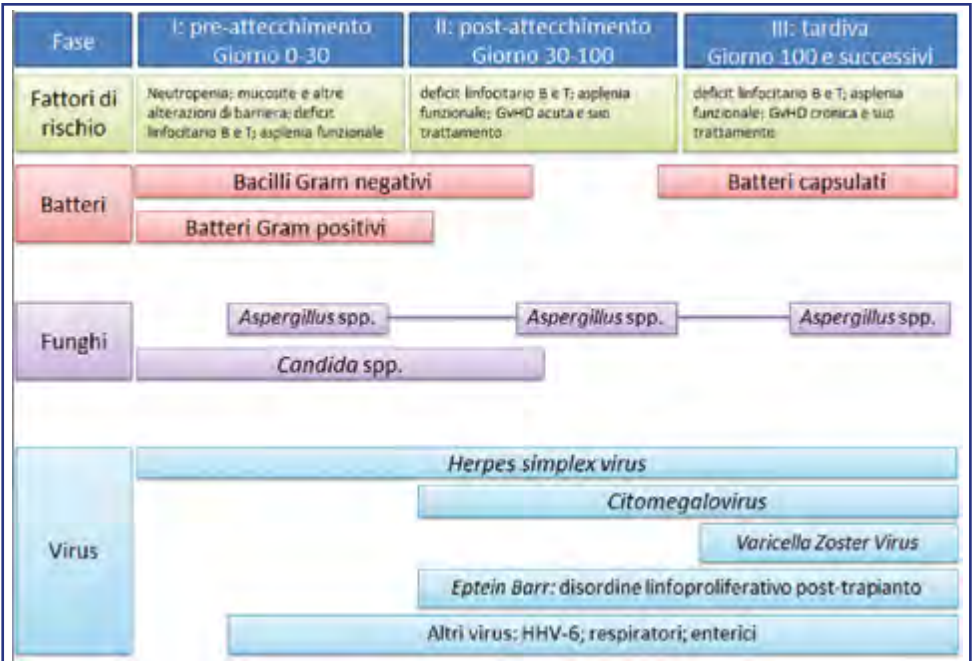 Fase
I: pre-attecchimento
Giorno 0-30
II: post-attecchimento
Giorno 30-100
III: tardiva
Giorno 100 e successivi
Fattori di
rischio
Neutropenia; mucosite e altre
alterazioni di barriera; deficit
linfocitario B e T; asplenia funzionale
deficit linfocitario B e T; asplenia
funzionale; GvHD acuta e suo
trattamento
deficit linfocitario B e T; asplenia
funzionale; GvHD cronica e suo
trattamento
Batteri
Bacilli Gram negativi
Batteri capsulati
Batteri Gram positivi
Funghi
Aspergillus spp.
Aspergillus spp.
Aspergillus spp.
Candida spp.
Virus
Herpes simplex virus
Citomegalovirus
Varicella Zoster Virus
Eptein Barr: disordine linfoproliferativo post-trapianto
Altri virus: HHV-6; respiratori; enterici